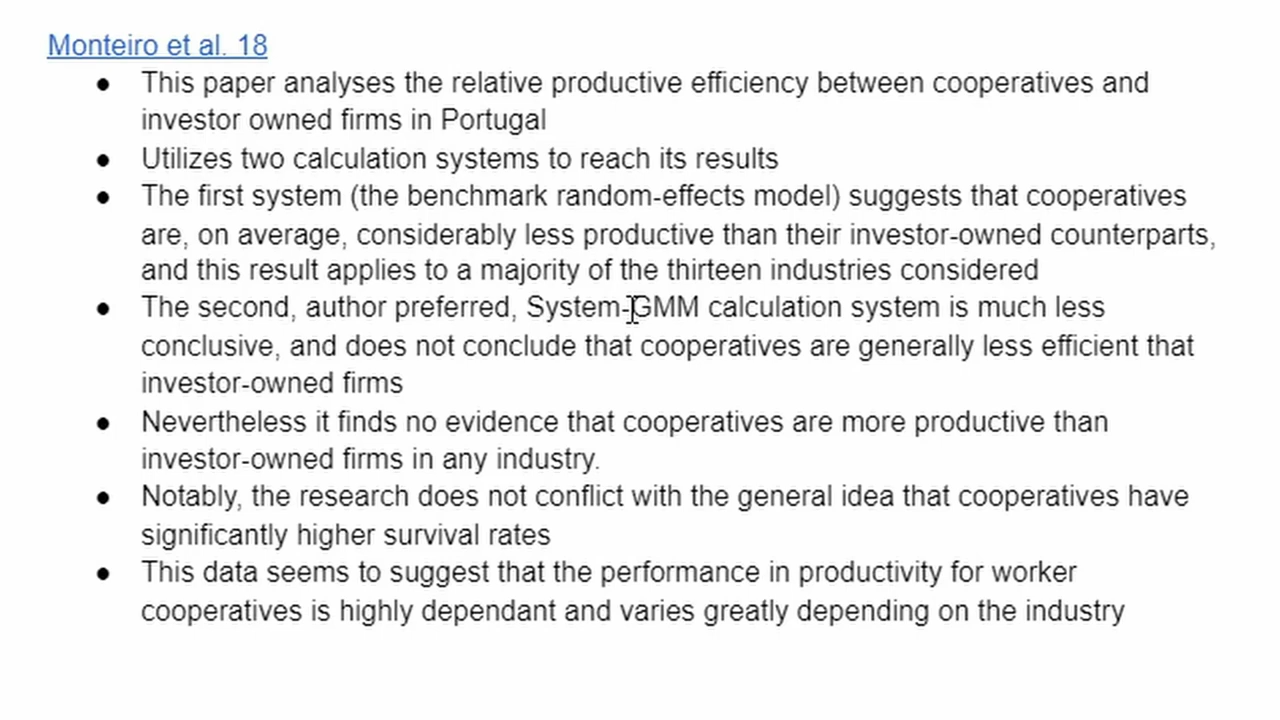 Monteiro et al. 18
● This paper analyses the relative productive efficiency between cooperatives and
investor owned firms in Portugal
● Utilizes two calculation systems to reach its results
● The first system (the benchmark random-effects model) suggests that cooperatives
are, on average, considerably less productive than their investor-owned counterparts,
and this result applies to a majority of the thirteen industries considered
● The second, author preferred, System-GMM calculation system is much less
conclusive, and does not conclude that cooperatives are generally less efficient that
investor-owned firms
● Nevertheless it finds no evidence that cooperatives are more productive than
investor-owned firms in any industry.
● Notably, the research does not conflict with the general idea that cooperatives have
significantly higher survival rates
● This data seems to suggest that the performance in productivity for worker
cooperatives is highly dependant and varies greatly depending on the industry